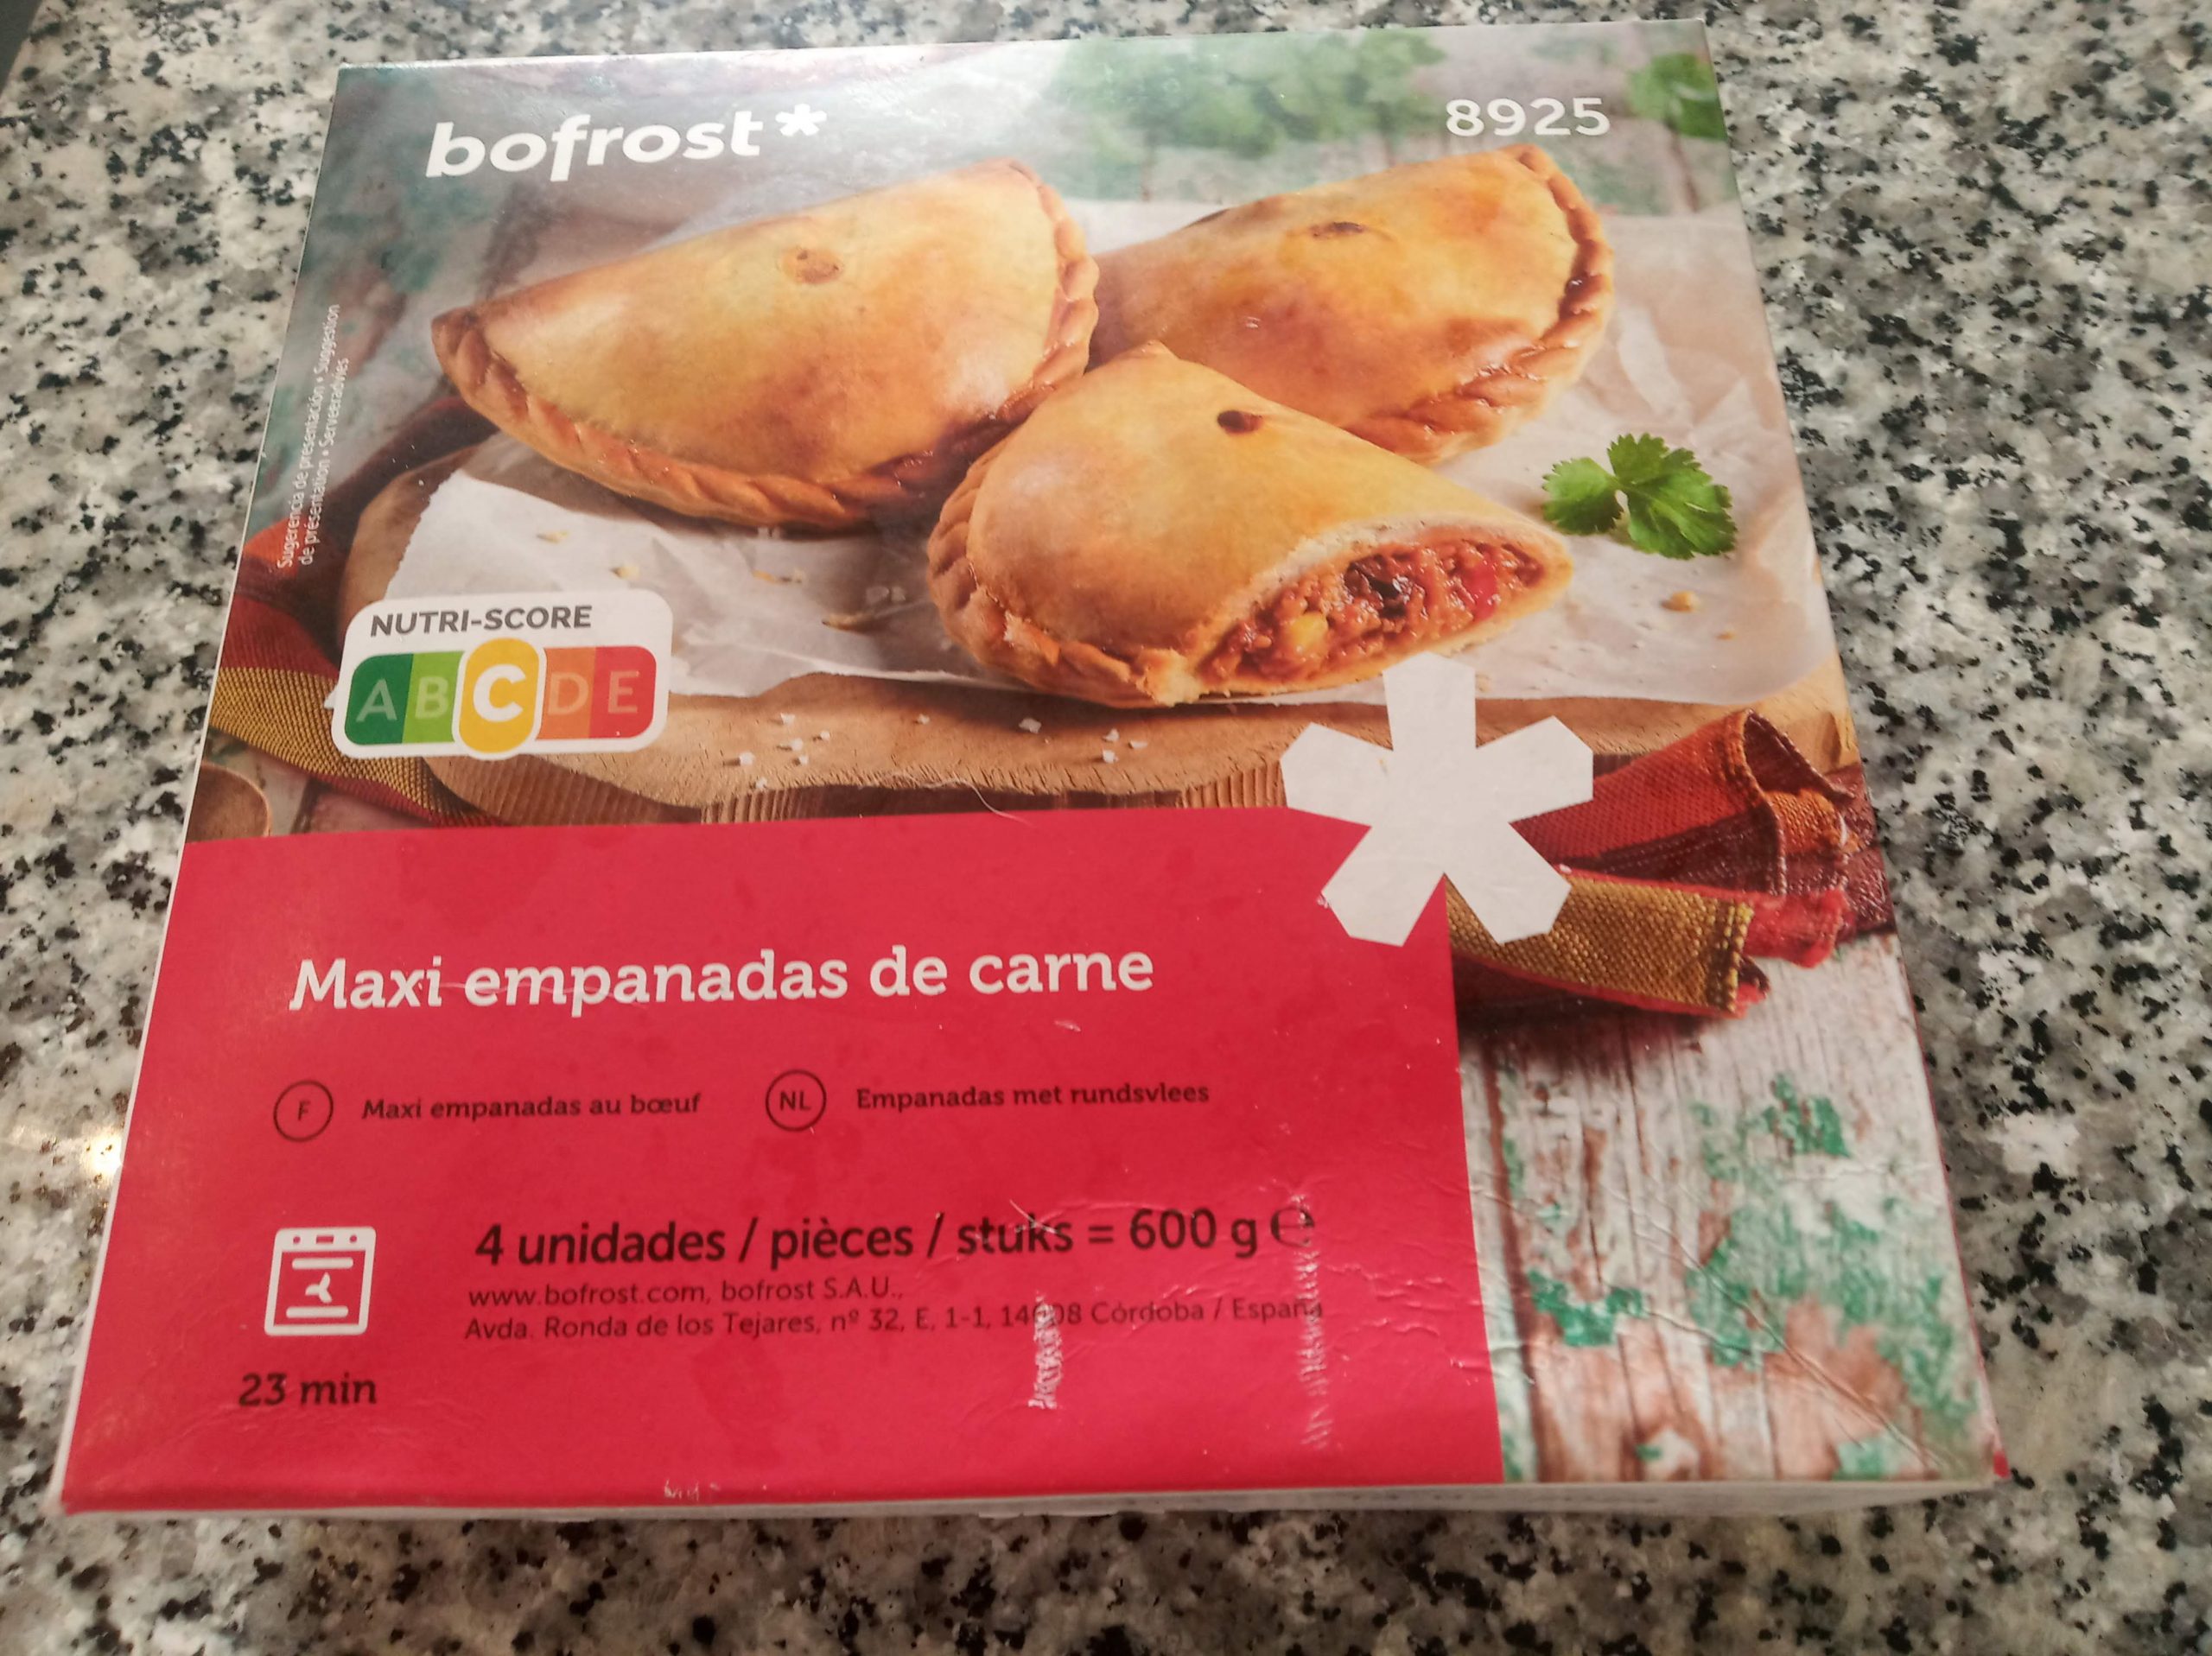 bofrost*
8925
Sugerencia de presentación • Suggestion
de présentation • Serveeradvies
NUTRI-SCORE
A B C D E
Maxi empanadas de carne
F Maxi empanadas au bœuf
NL Empanadas met rundsvlees
4 unidades / pièces / stuks = 600 g ℮
www.bofrost.com, bofrost S.A.U.,
Avda. Ronda de los Tejares, nº 32, E, 1-1, 14008 Córdoba / España
23 min